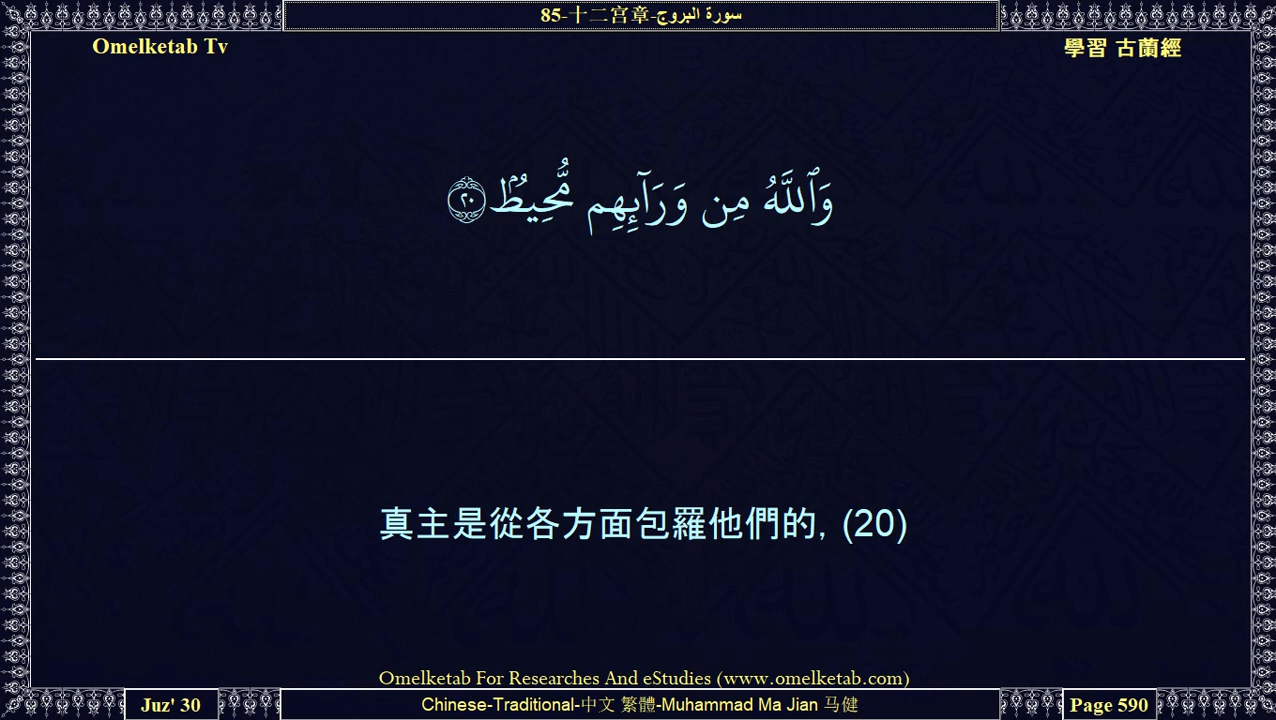 85-十二宫章-سورة البروج
Omelketab Tv
學習 古蘭經
وَٱللَّهُ مِن وَرَآئِهِم مُّحِيطُۢ ٢٠
真主是從各方面包羅他們的, (20)
Omelketab For Researches And eStudies (www.omelketab.com)
Juz' 30
Chinese-Traditional-中文 繁體-Muhammad Ma Jian 马健
Page 590